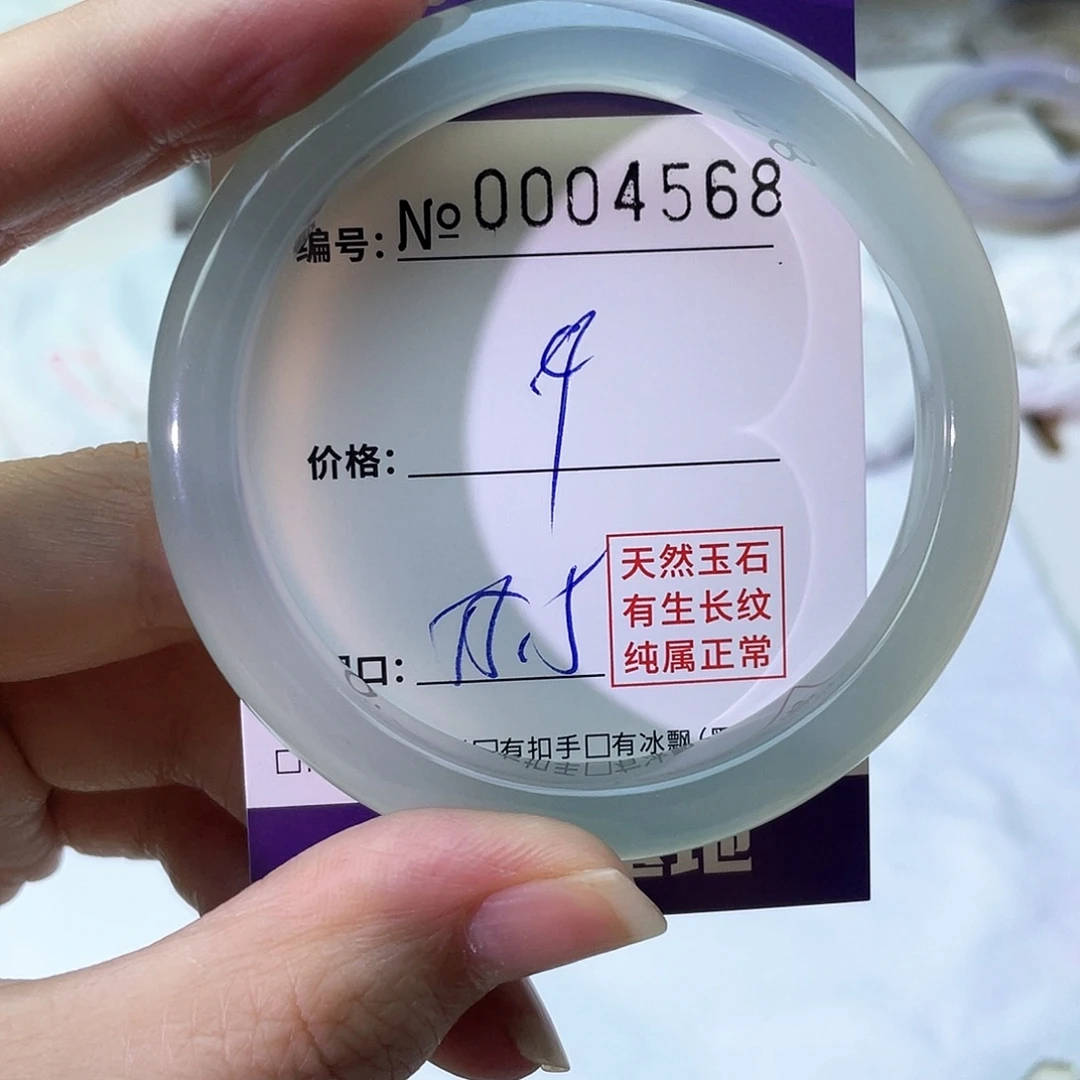 编号：№0004568
价格：
口：
天然玉石
有生长纹
纯属正常
□有扣手□有冰飘（
地